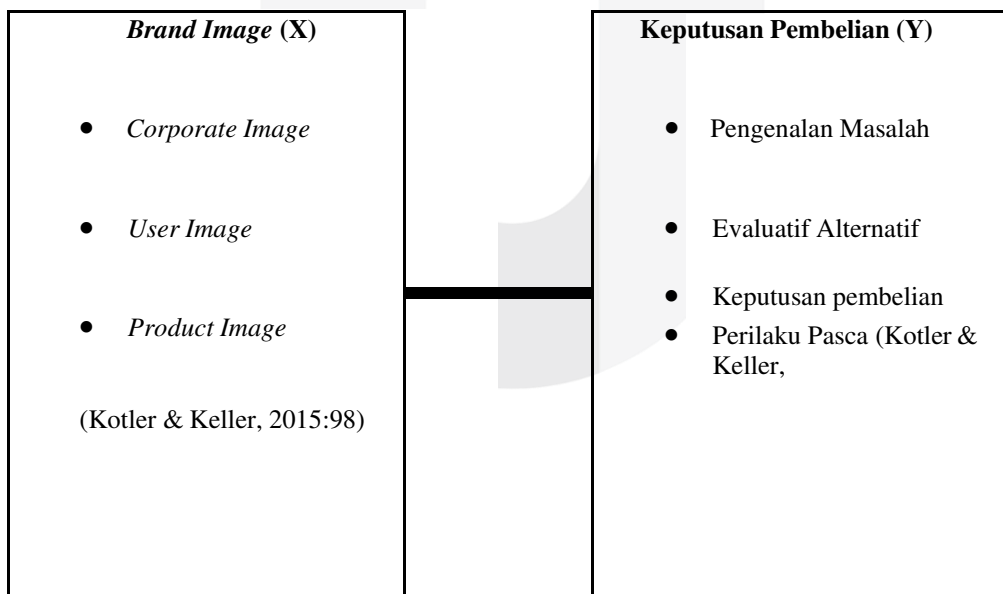 Brand Image (X)
• Corporate Image
• User Image
• Product Image
(Kotler & Keller, 2015:98)
Keputusan Pembelian (Y)
• Pengenalan Masalah
• Evaluatif Alternatif
• Keputusan pembelian
• Perilaku Pasca (Kotler &
Keller,